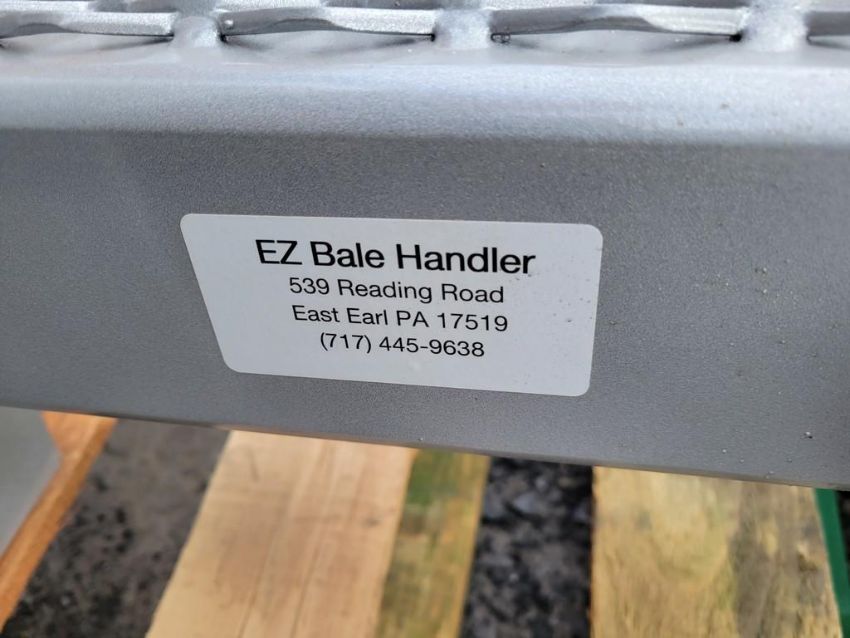 EZ Bale Handler
539 Reading Road
East Earl PA 17519
(717) 445-9638